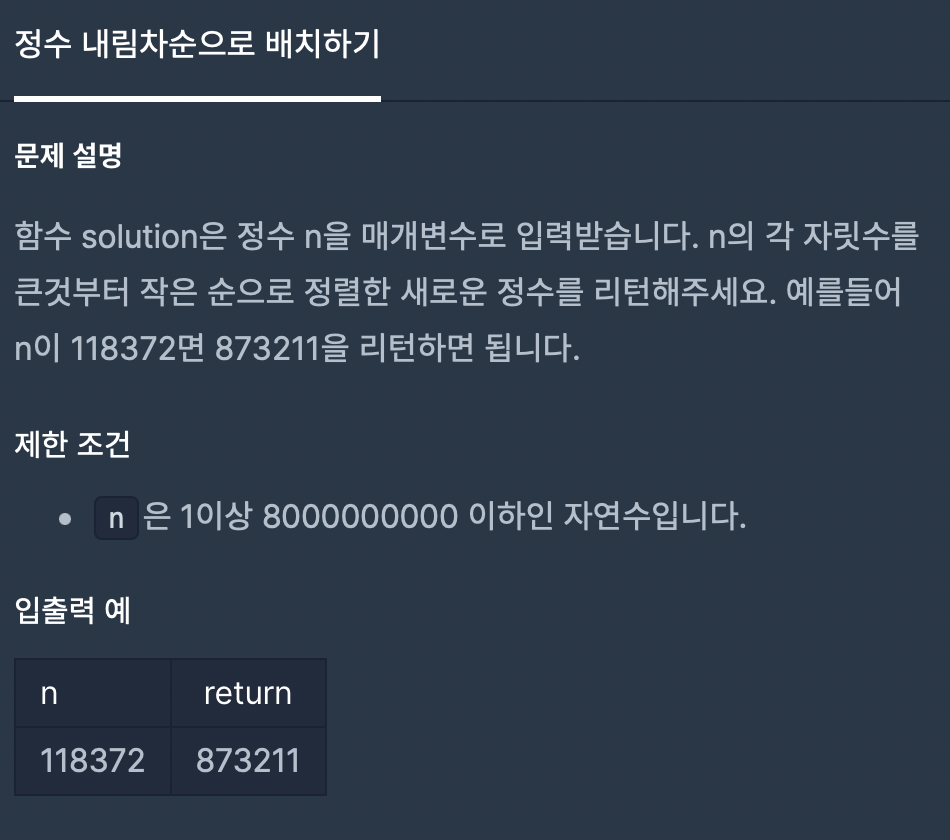 정수 내림차순으로 배치하기
문제 설명
함수 solution은 정수 n을 매개변수로 입력받습니다. n의 각 자릿수를
큰것부터 작은 순으로 정렬한 새로운 정수를 리턴해주세요. 예를들어
n이 118372면 873211을 리턴하면 됩니다.
제한 조건
• n은 1이상 8000000000 이하인 자연수입니다.
입출력 예
n return
118372 873211